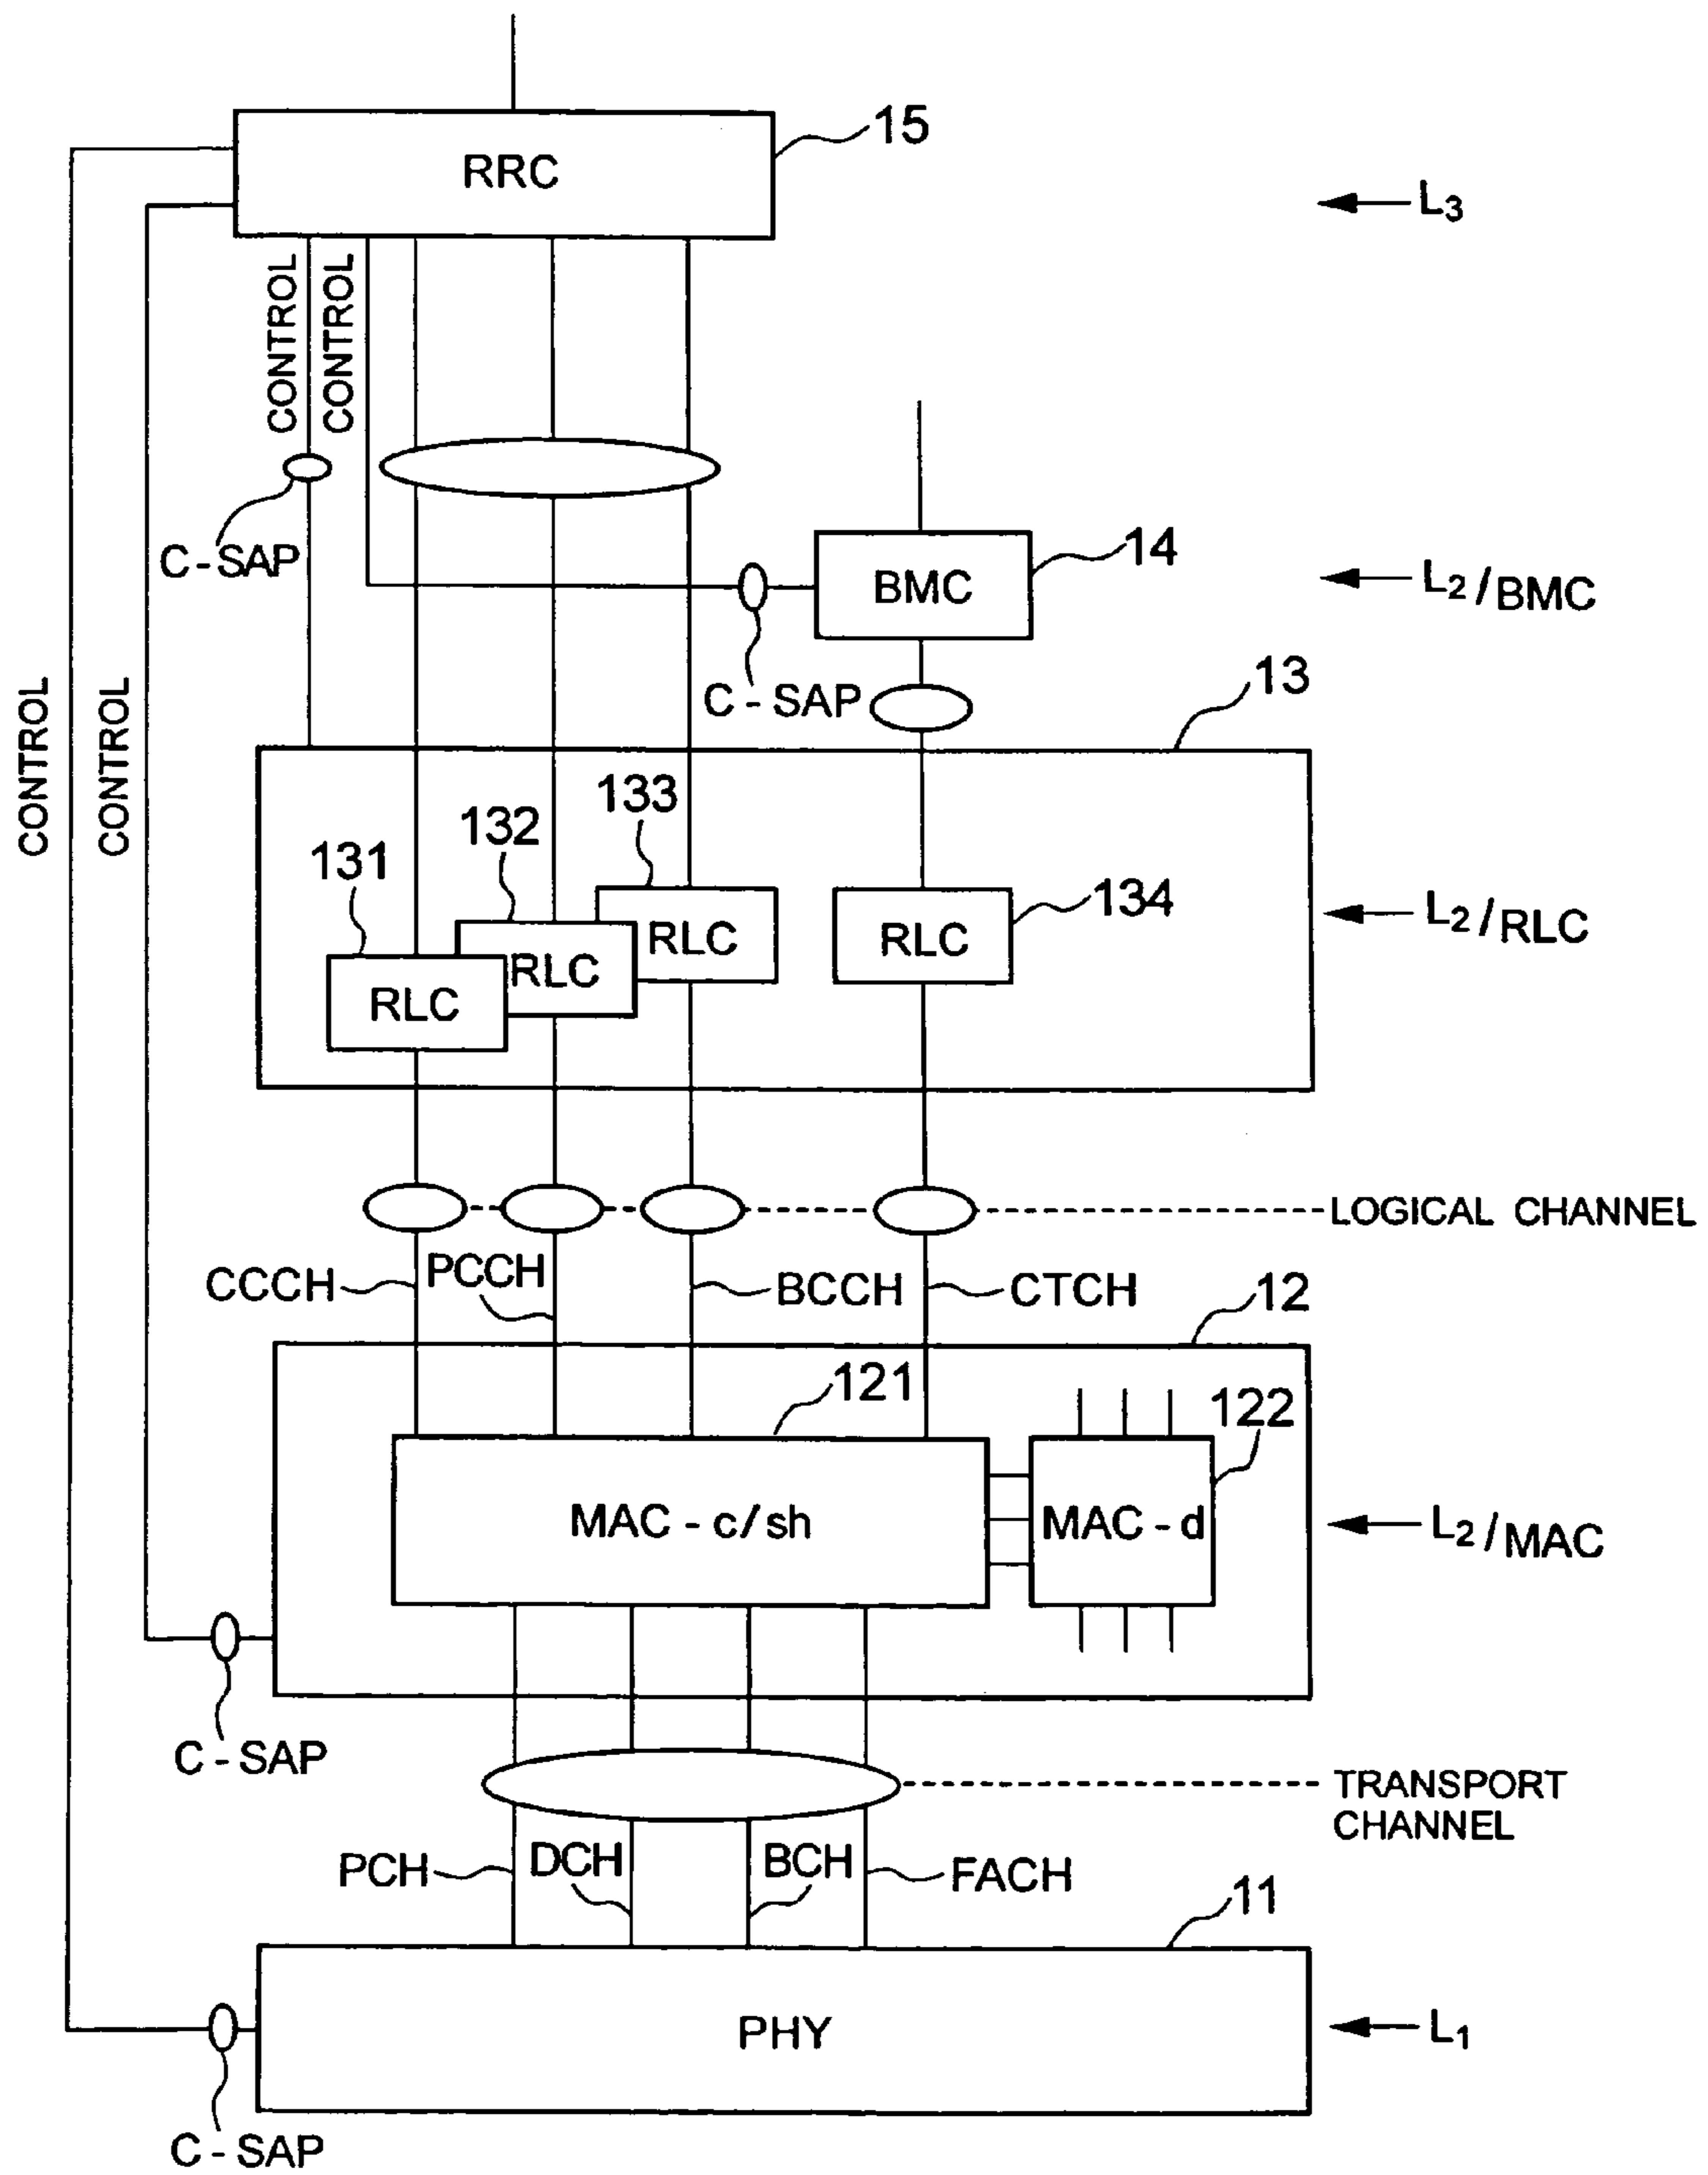 15
RRC
L3
CONTROL
CONTROL
C-SAP
14
BMC
L2/BMC
C-SAP
13
CONTROL
CONTROL
133
132
131
134
RLC
RLC
RLC
RLC
L2/RLC
LOGICAL CHANNEL
CCCH
PCCH
BCCH
CTCH
12
121
122
MAC-c/sh
MAC-d
L2/MAC
C-SAP
TRANSPORT
CHANNEL
PCH
DCH
BCH
FACH
11
PHY
L1
C-SAP